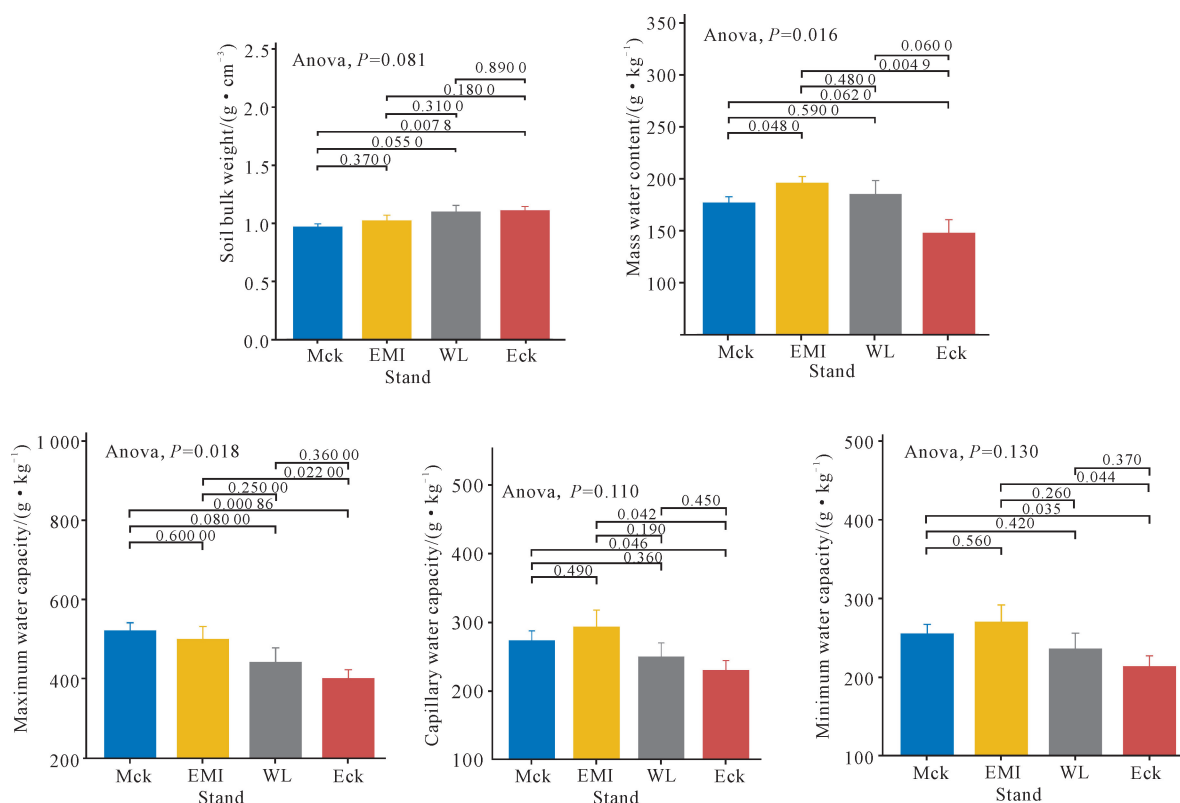 Soil bulk weight/(g • cm⁻³)
2.5
2.0
1.5
1.0
0.5
0.0
Anova, P=0.081
0.890 0
0.180 0
0.310 0
0.007 8
0.055 0
0.370 0
Mck EMI WL Eck
Stand
Mass water content/(g • kg⁻¹)
350
300
250
200
150
100
Anova, P=0.016
0.060 0
0.004 9
0.480 0
0.062 0
0.590 0
0.048 0
Mck EMI WL Eck
Stand
Maximum water capacity/(g • kg⁻¹)
1 000
800
600
400
200
Anova, P=0.018
0.360 00
0.022 00
0.250 00
0.000 86
0.080 00
0.600 00
Mck EMI WL Eck
Stand
Capillary water capacity/(g • kg⁻¹)
500
400
300
200
100
Anova, P=0.110
0.450
0.042
0.190
0.046
0.360
0.490
Mck EMI WL Eck
Stand
Minimum water capacity/(g • kg⁻¹)
500
400
300
200
100
Anova, P=0.130
0.370
0.044
0.260
0.035
0.420
0.560
Mck EMI WL Eck
Stand